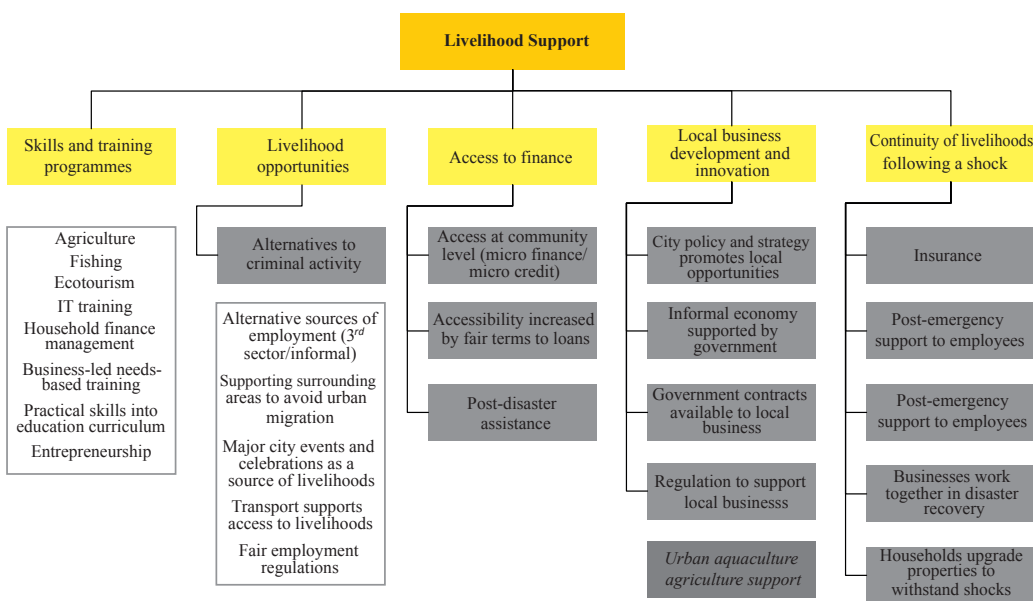 Livelihood Support
Skills and training
programmes
Agriculture
Fishing
Ecotourism
IT training
Household finance
management
Business-led needs-
based training
Practical skills into
education curriculum
Entrepreneurship
Livelihood
opportunities
Alternatives to
criminal activity
Alternative sources of
employment (3rd
sector/informal)
Supporting surrounding
areas to avoid urban
migration
Major city events and
celebrations as a
source of livelihoods
Transport supports
access to livelihoods
Fair employment
regulations
Access to finance
Access at community
level (micro finance/
micro credit)
Accessibility increased
by fair terms to loans
Post-disaster
assistance
Local business
development and
innovation
City policy and strategy
promotes local
opportunities
Informal economy
supported by
government
Government contracts
available to local
business
Regulation to support
local businesss
Urban aquaculture
agriculture support
Continuity of livelihoods
following a shock
Insurance
Post-emergency
support to employees
Post-emergency
support to employees
Businesses work
together in disaster
recovery
Households upgrade
properties to
withstand shocks